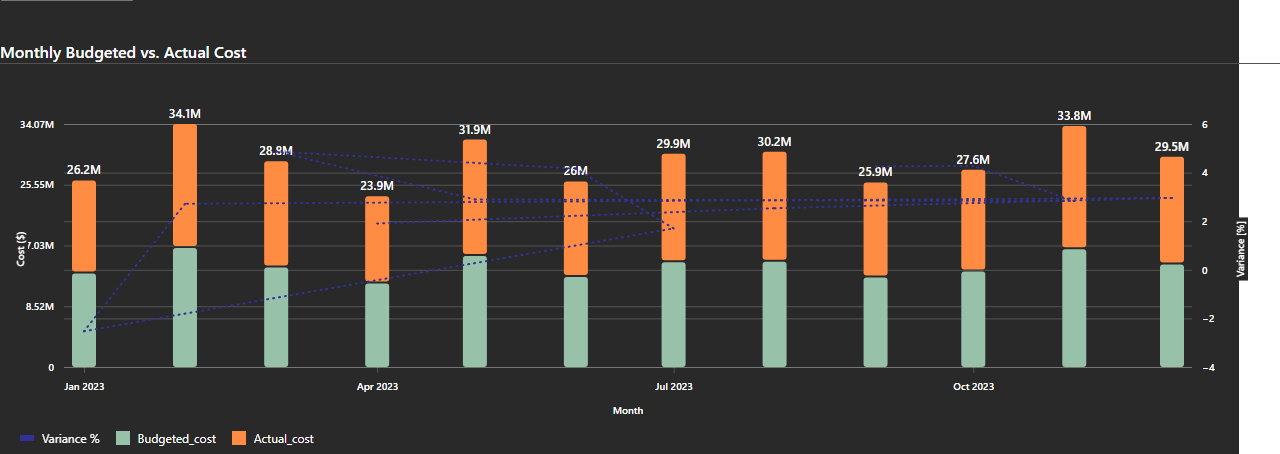 Monthly Budgeted vs. Actual Cost
34.07M
25.55M
7.03M
8.52M
0
Cost ($)
26.2M
34.1M
28.9M
23.9M
31.9M
26M
29.9M
30.2M
25.9M
27.6M
33.8M
29.5M
6
4
2
0
−2
−4
Variance [%]
Jan 2023
Apr 2023
Jul 2023
Oct 2023
Month
Variance %
Budgeted_cost
Actual_cost